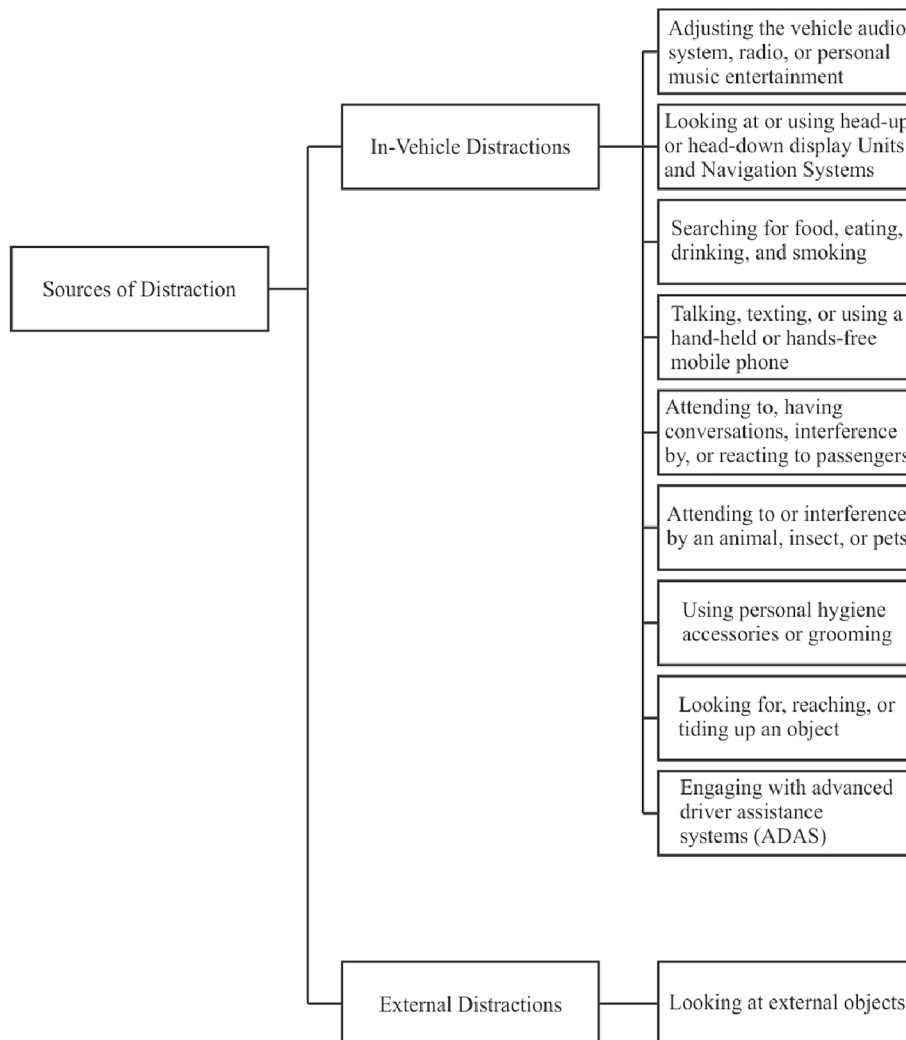 Sources of Distraction
In-Vehicle Distractions
Adjusting the vehicle audio
system, radio, or personal
music entertainment
Looking at or using head-up
or head-down display Units
and Navigation Systems
Searching for food, eating,
drinking, and smoking
Talking, texting, or using a
hand-held or hands-free
mobile phone
Attending to, having
conversations, interference
by, or reacting to passengers
Attending to or interference
by an animal, insect, or pets
Using personal hygiene
accessories or grooming
Looking for, reaching, or
tiding up an object
Engaging with advanced
driver assistance
systems (ADAS)
External Distractions
Looking at external objects